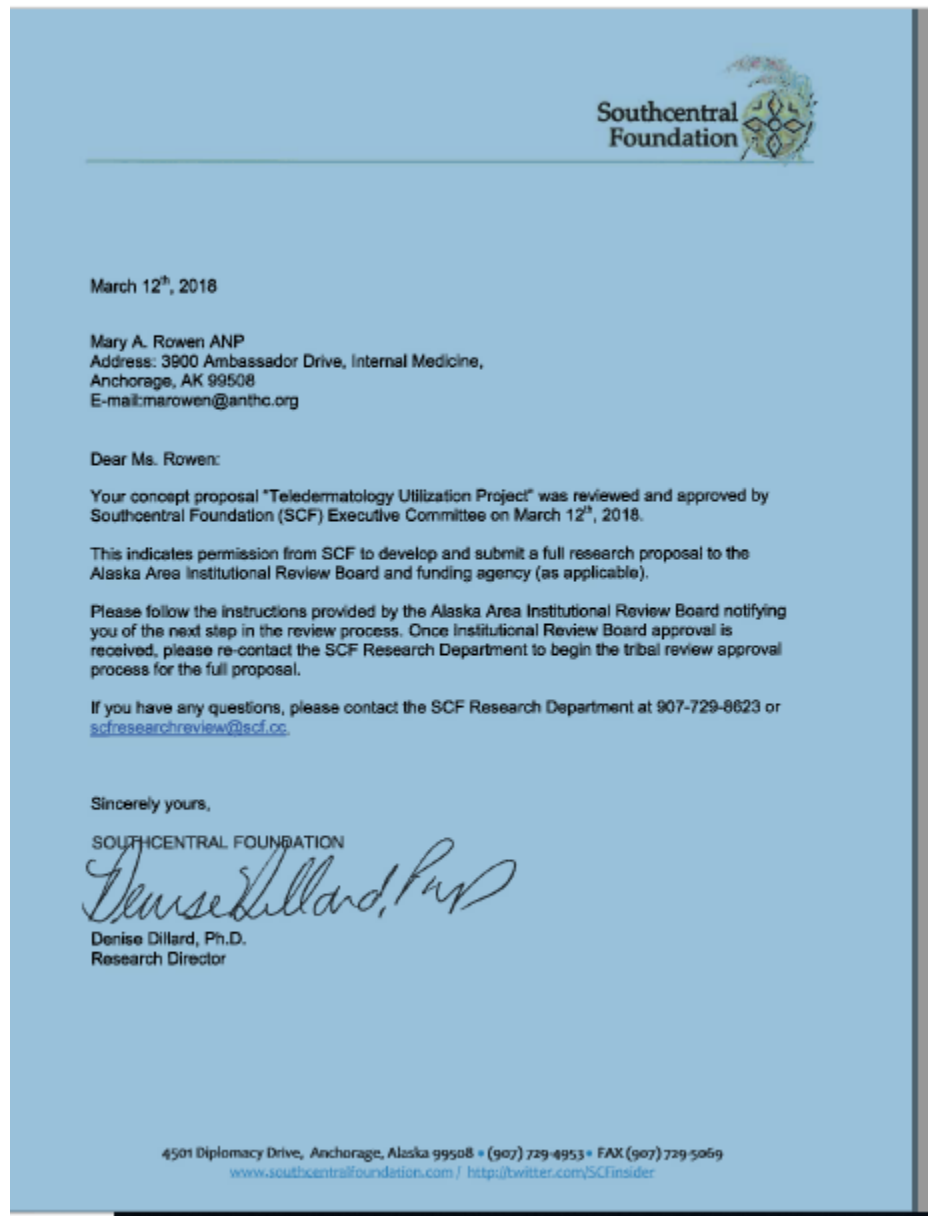 Southcentral
Foundation
March 12th, 2018
Mary A. Rowen ANP
Address: 3900 Ambassador Drive, Internal Medicine,
Anchorage, AK 99508
E-mail:marowen@anthc.org
Dear Ms. Rowen:
Your concept proposal "Teledermatology Utilization Project" was reviewed and approved by
Southcentral Foundation (SCF) Executive Committee on March 12th, 2018.
This indicates permission from SCF to develop and submit a full research proposal to the
Alaska Area Institutional Review Board and funding agency (as applicable).
Please follow the instructions provided by the Alaska Area Institutional Review Board notifying
you of the next step in the review process. Once Institutional Review Board approval is
received, please re-contact the SCF Research Department to begin the tribal review approval
process for the full proposal.
If you have any questions, please contact the SCF Research Department at 907-729-8623 or
scfresearchreview@scf.cc.
Sincerely yours,
SOUTHCENTRAL FOUNDATION
Denise Dillard, PhD
Denise Dillard, Ph.D.
Research Director
4501 Diplomacy Drive, Anchorage, Alaska 99508 • (907) 729-4953 • FAX (907) 729-5069
www.southcentralfoundation.com / http://twitter.com/SCFinsider